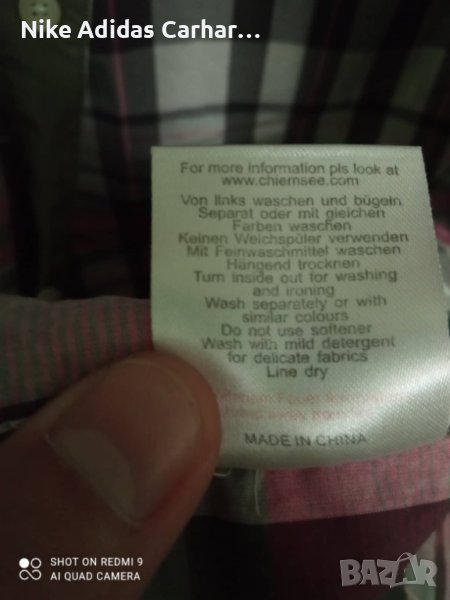 Nike Adidas Carhar...
For more information pls look at
www.chiemsee.com
Von links waschen und bügeln
Separat oder mit gleichen
Farben waschen
Keinen Weichspüler verwenden
Mit Feinwaschmittel waschen
Hängend trocknen
Turn inside out for washing
and ironing
Wash separately or with
similar colours
Do not use softener
Wash with mild detergent
for delicate fabrics
Line dry
MADE IN CHINA
SHOT ON REDMI 9
AI QUAD CAMERA
BAZAR